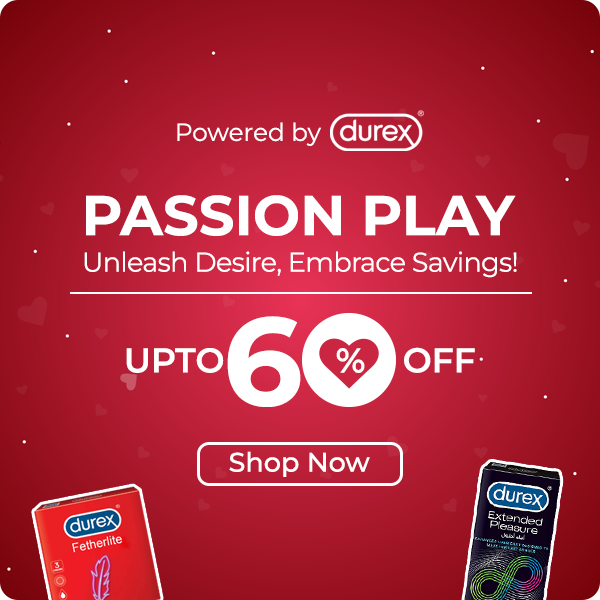 Powered by durex®
PASSION PLAY
Unleash Desire, Embrace Savings!
UPTO 60% OFF
Shop Now
durex®
Fetherlite
3
durex®
Extended
Pleasure